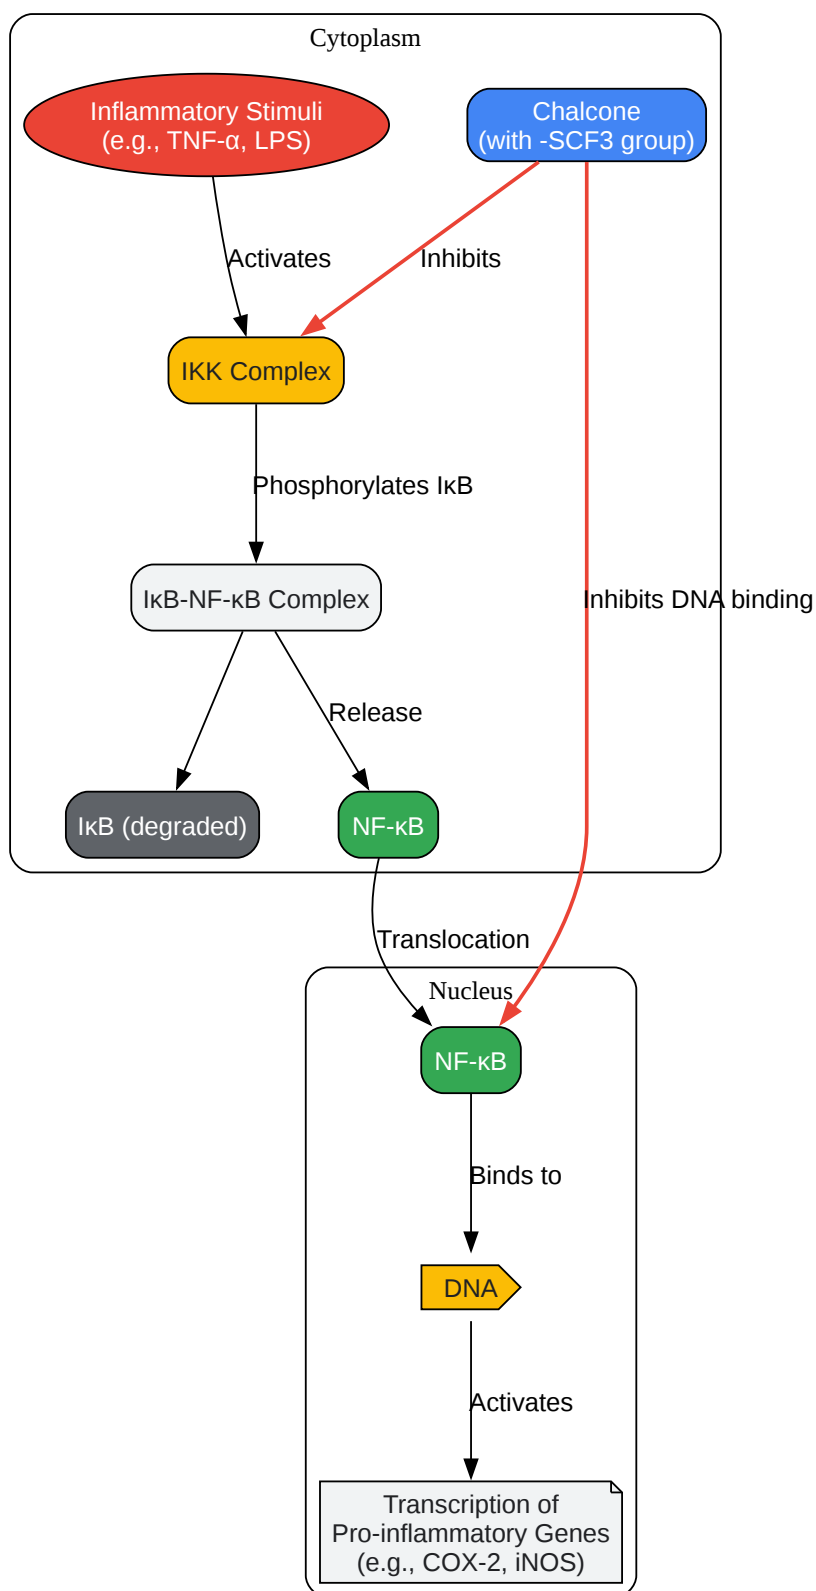 Cytoplasm
Inflammatory Stimuli
(e.g., TNF-α, LPS)
Chalcone
(with -SCF3 group)
Activates
Inhibits
IKK Complex
Phosphorylates IκB
IκB-NF-κB Complex
Inhibits DNA binding
Release
IκB (degraded)
NF-κB
Translocation
Nucleus
NF-κB
Binds to
DNA
Activates
Transcription of
Pro-inflammatory Genes
(e.g., COX-2, iNOS)